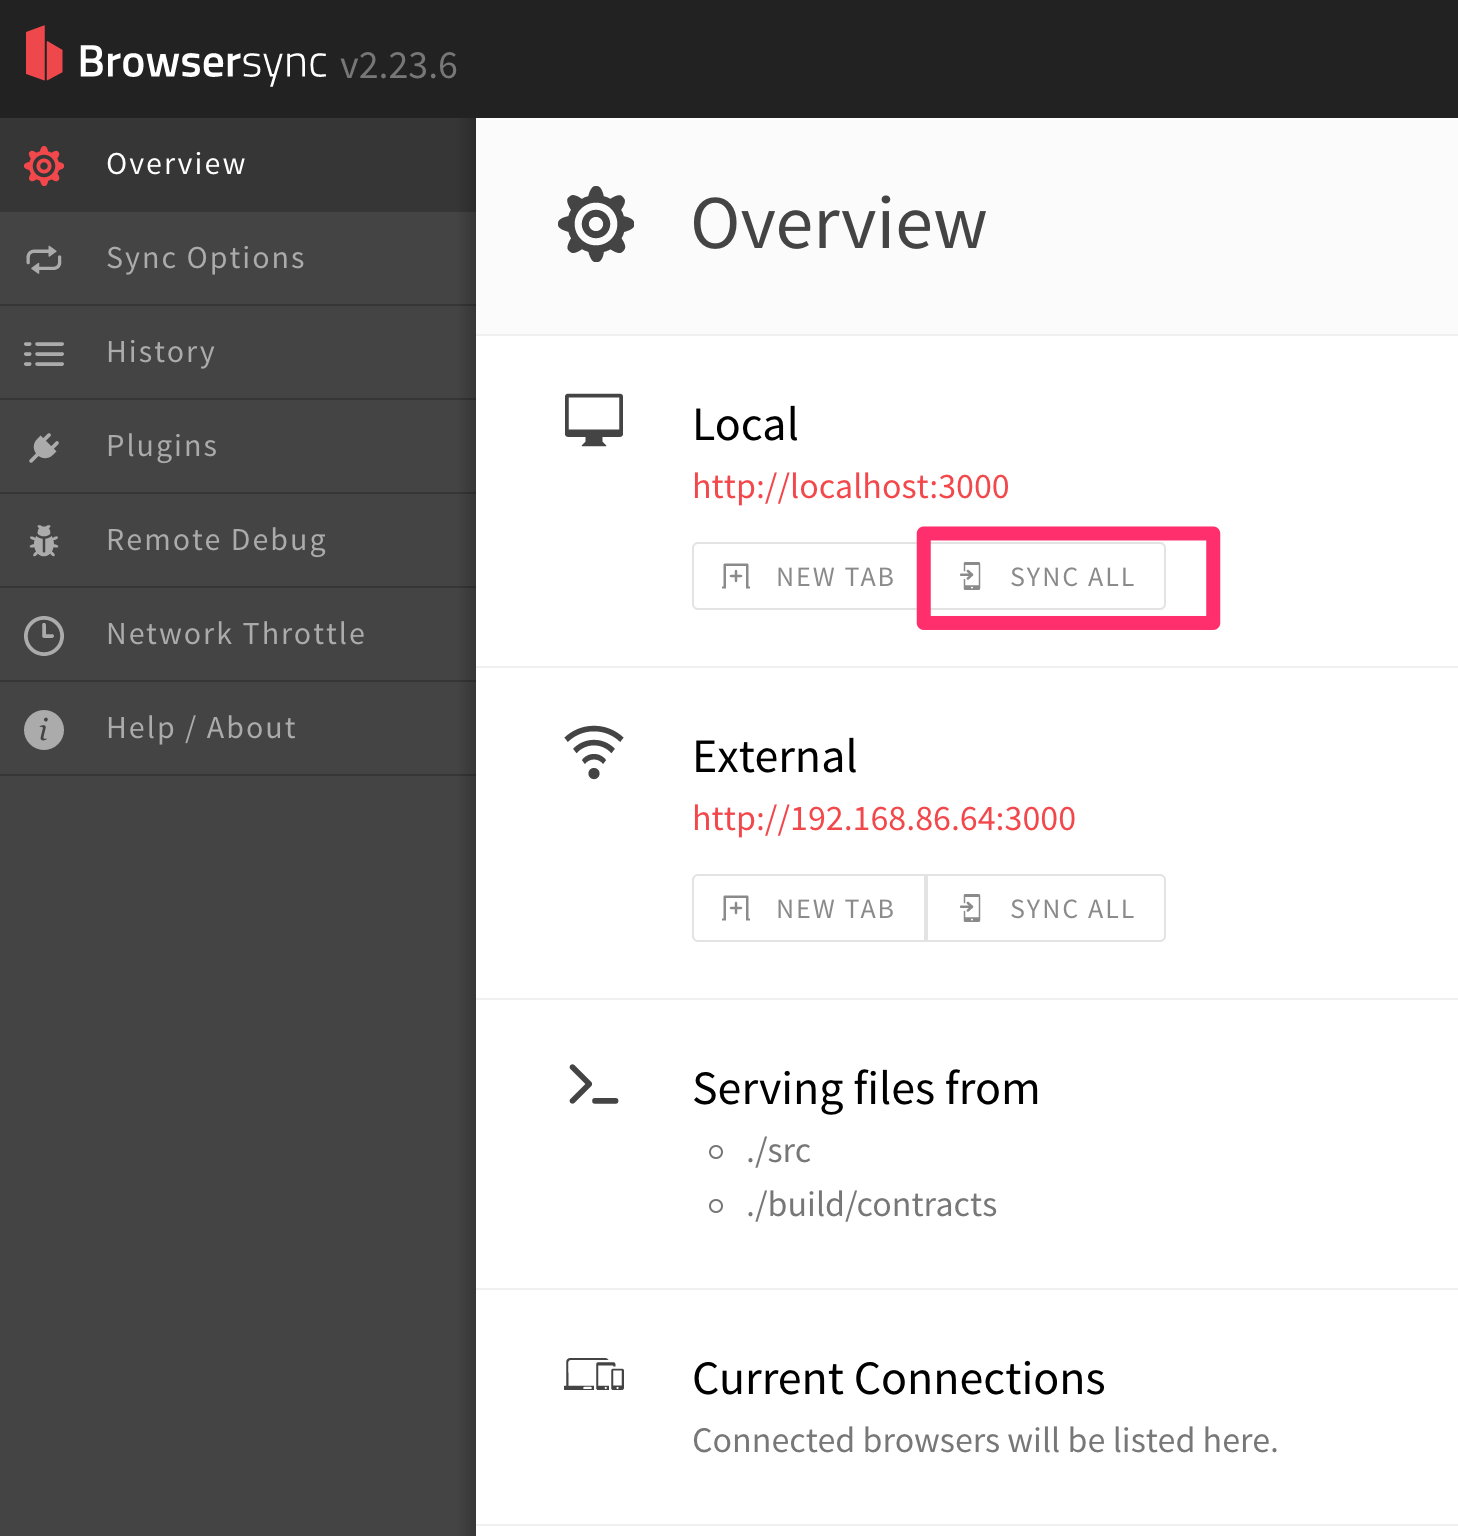 Browsersync v2.23.6
Overview
Sync Options
History
Plugins
Remote Debug
Network Throttle
Help / About
Overview
Local
http://localhost:3000
NEW TAB SYNC ALL
External
http://192.168.86.64:3000
NEW TAB SYNC ALL
Serving files from
./src
./build/contracts
Current Connections
Connected browsers will be listed here.